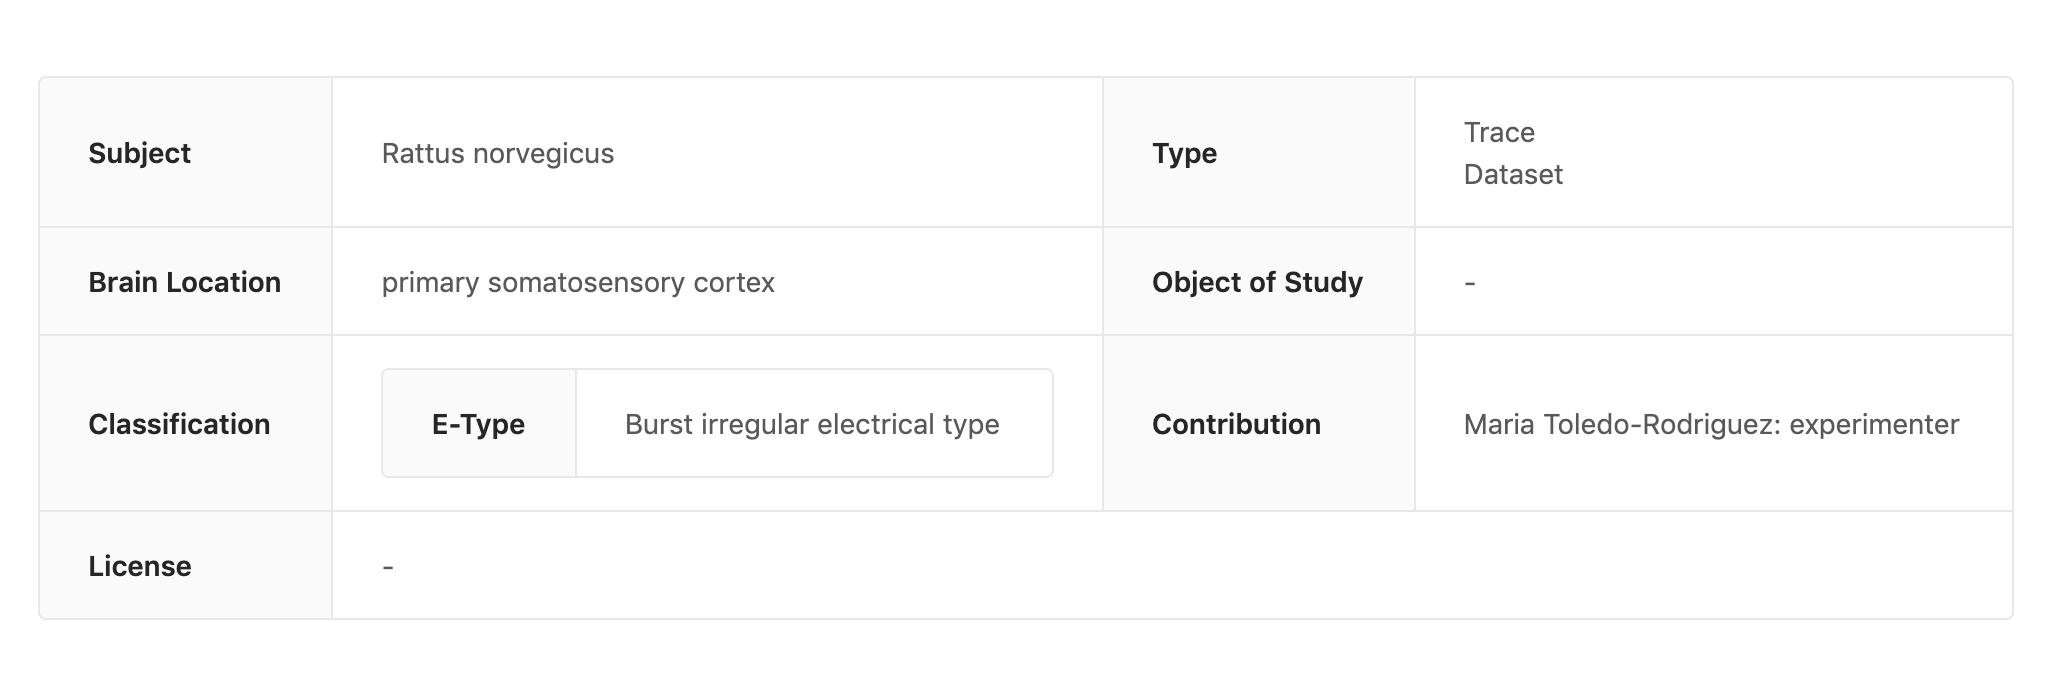 Subject
Rattus norvegicus
Type
Trace
Dataset
Brain Location
primary somatosensory cortex
Object of Study
-
Classification
E-Type
Burst irregular electrical type
Contribution
Maria Toledo-Rodriguez: experimenter
License
-